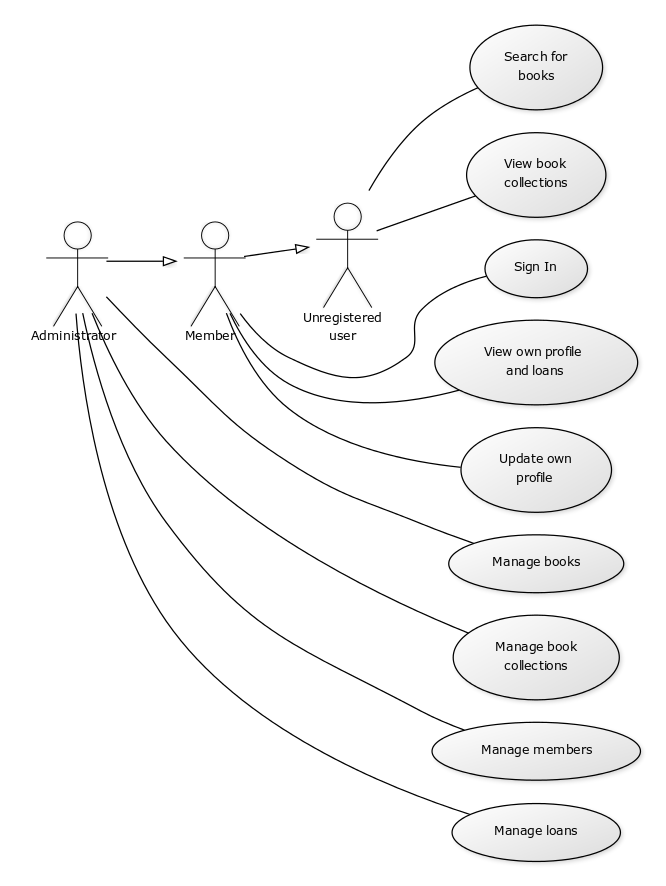 Search for
books
View book
collections
Sign In
Administrator
Member
Unregistered
user
View own profile
and loans
Update own
profile
Manage books
Manage book
collections
Manage members
Manage loans